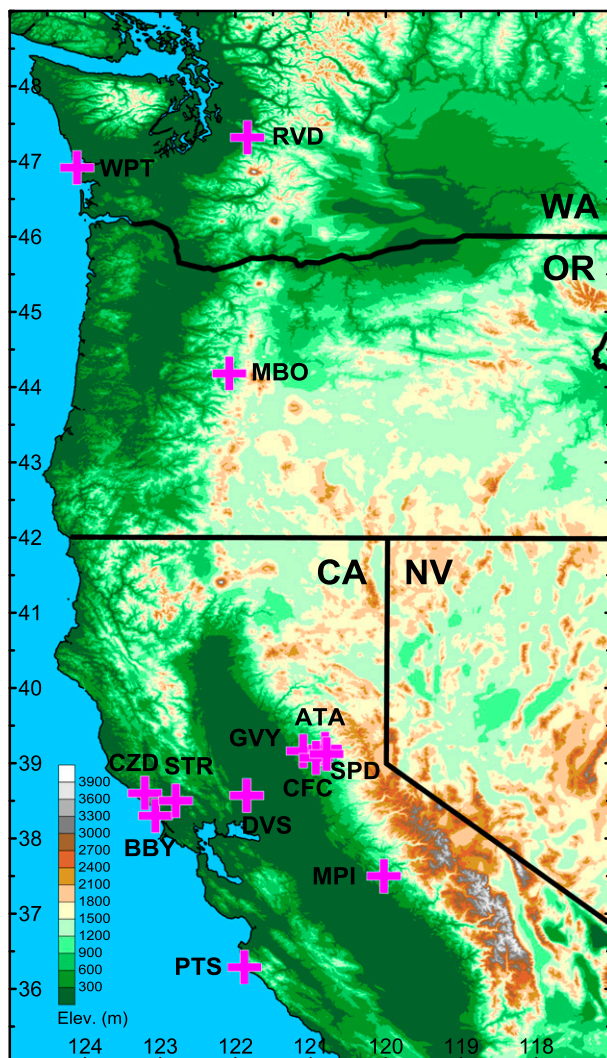 48
RVD
47
WPT
WA
46
OR
45
MBO
44
43
42
CA NV
41
40
ATA
GVY
39
CZD STR
SPD
CFC
3900
3600
3300
3000
2700
2400
2100
1800
1500
1200
900
600
300
DVS
38
BBY
MPI
37
PTS
36
Elev. (m)
124 123 122 121 120 119 118